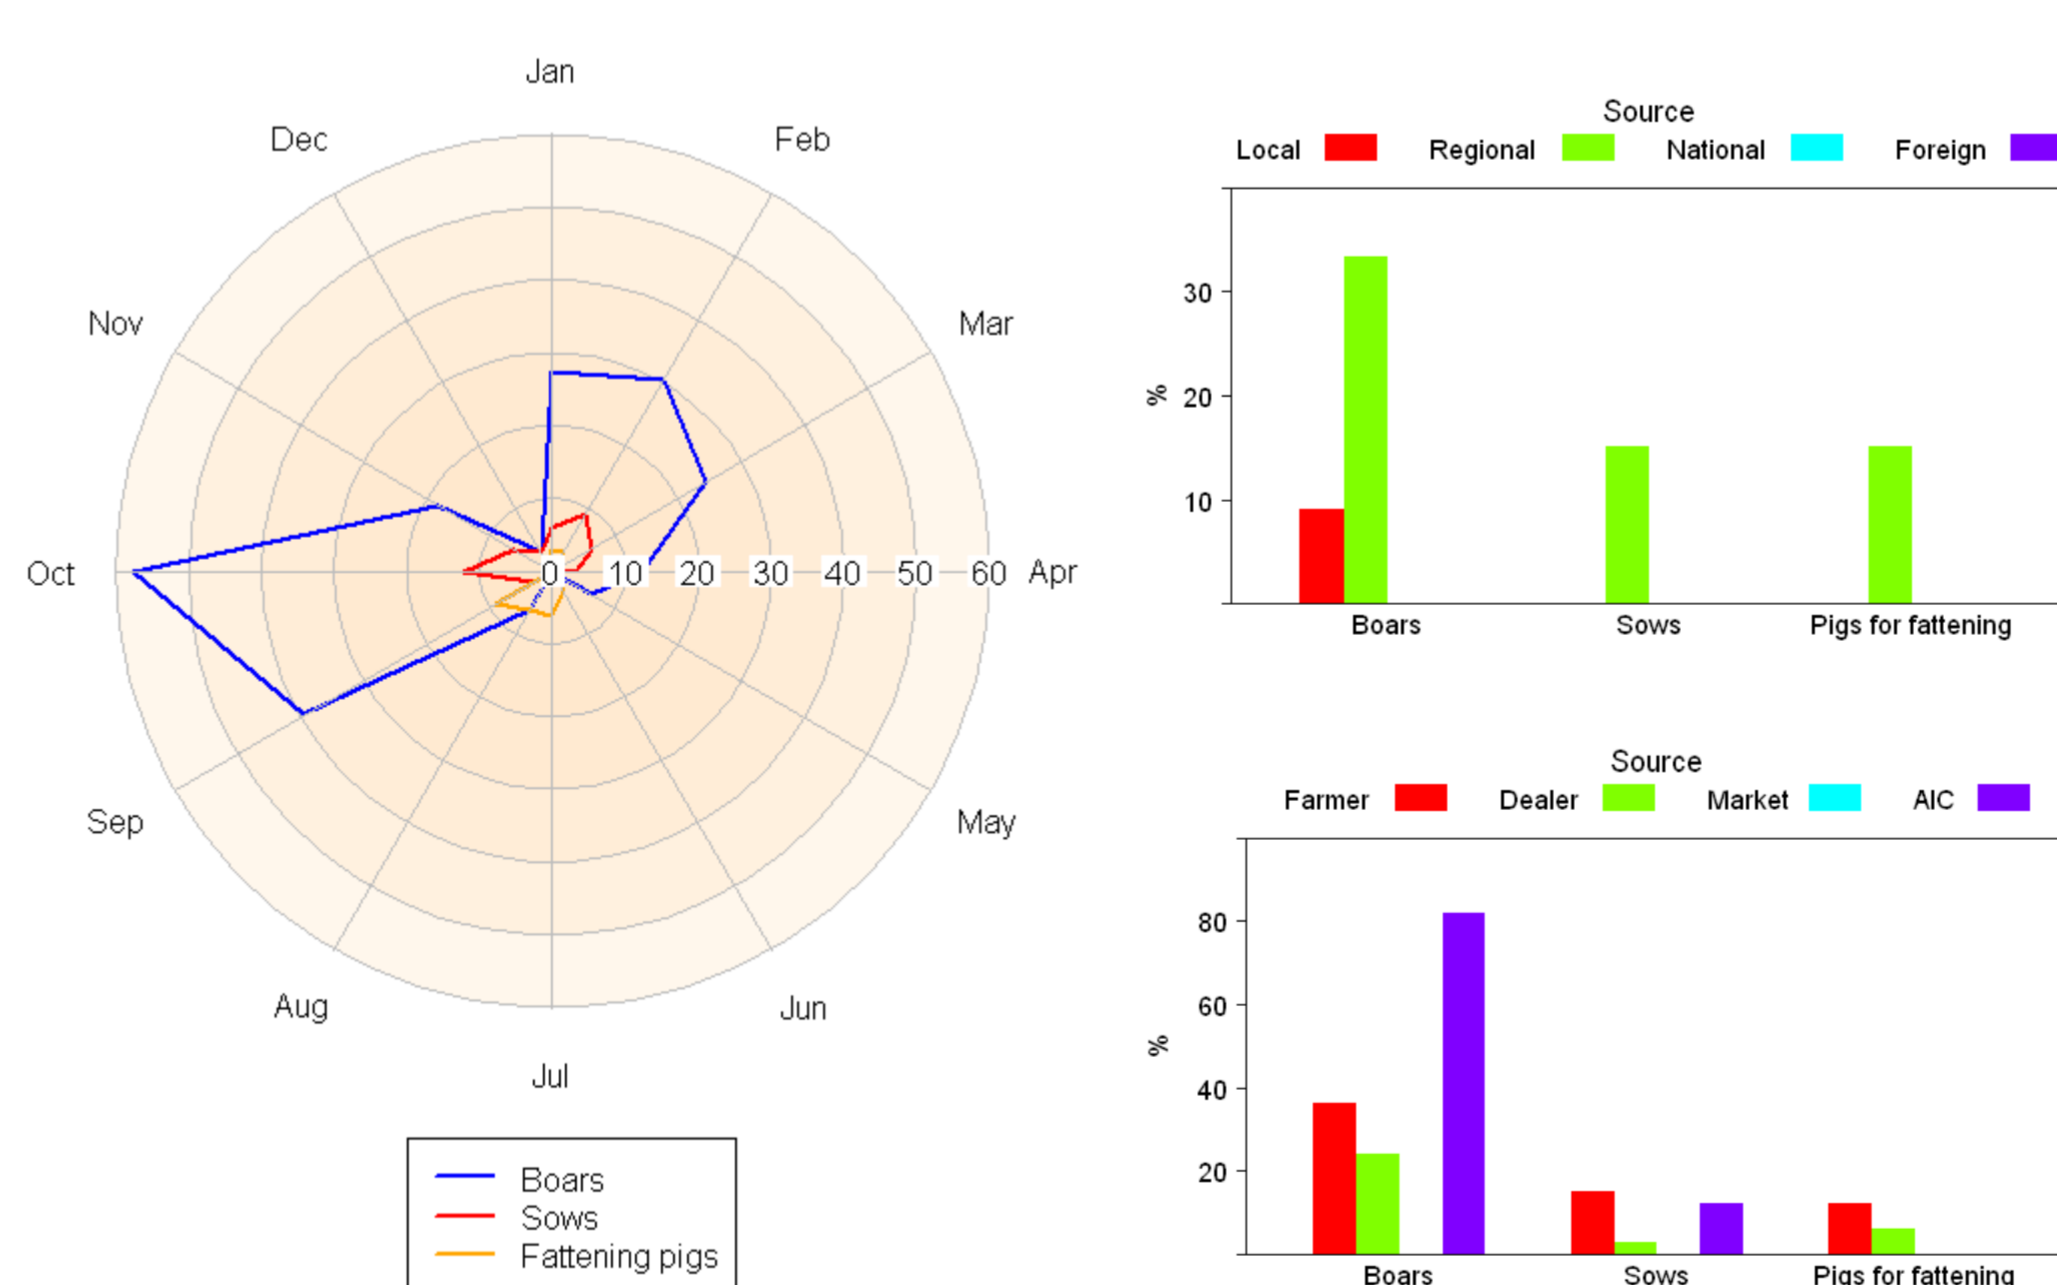 Jan
Dec
Feb
Nov
Mar
Oct
0 10 20 30 40 50 60
Apr
Sep
May
Aug
Jun
Jul
Boars
Sows
Fattening pigs
Source
Local Regional National Foreign
30
20
10
%
Boars Sows Pigs for fattening
Source
Farmer Dealer Market AIC
80
60
40
20
%
Boars Sows Pigs for fattening